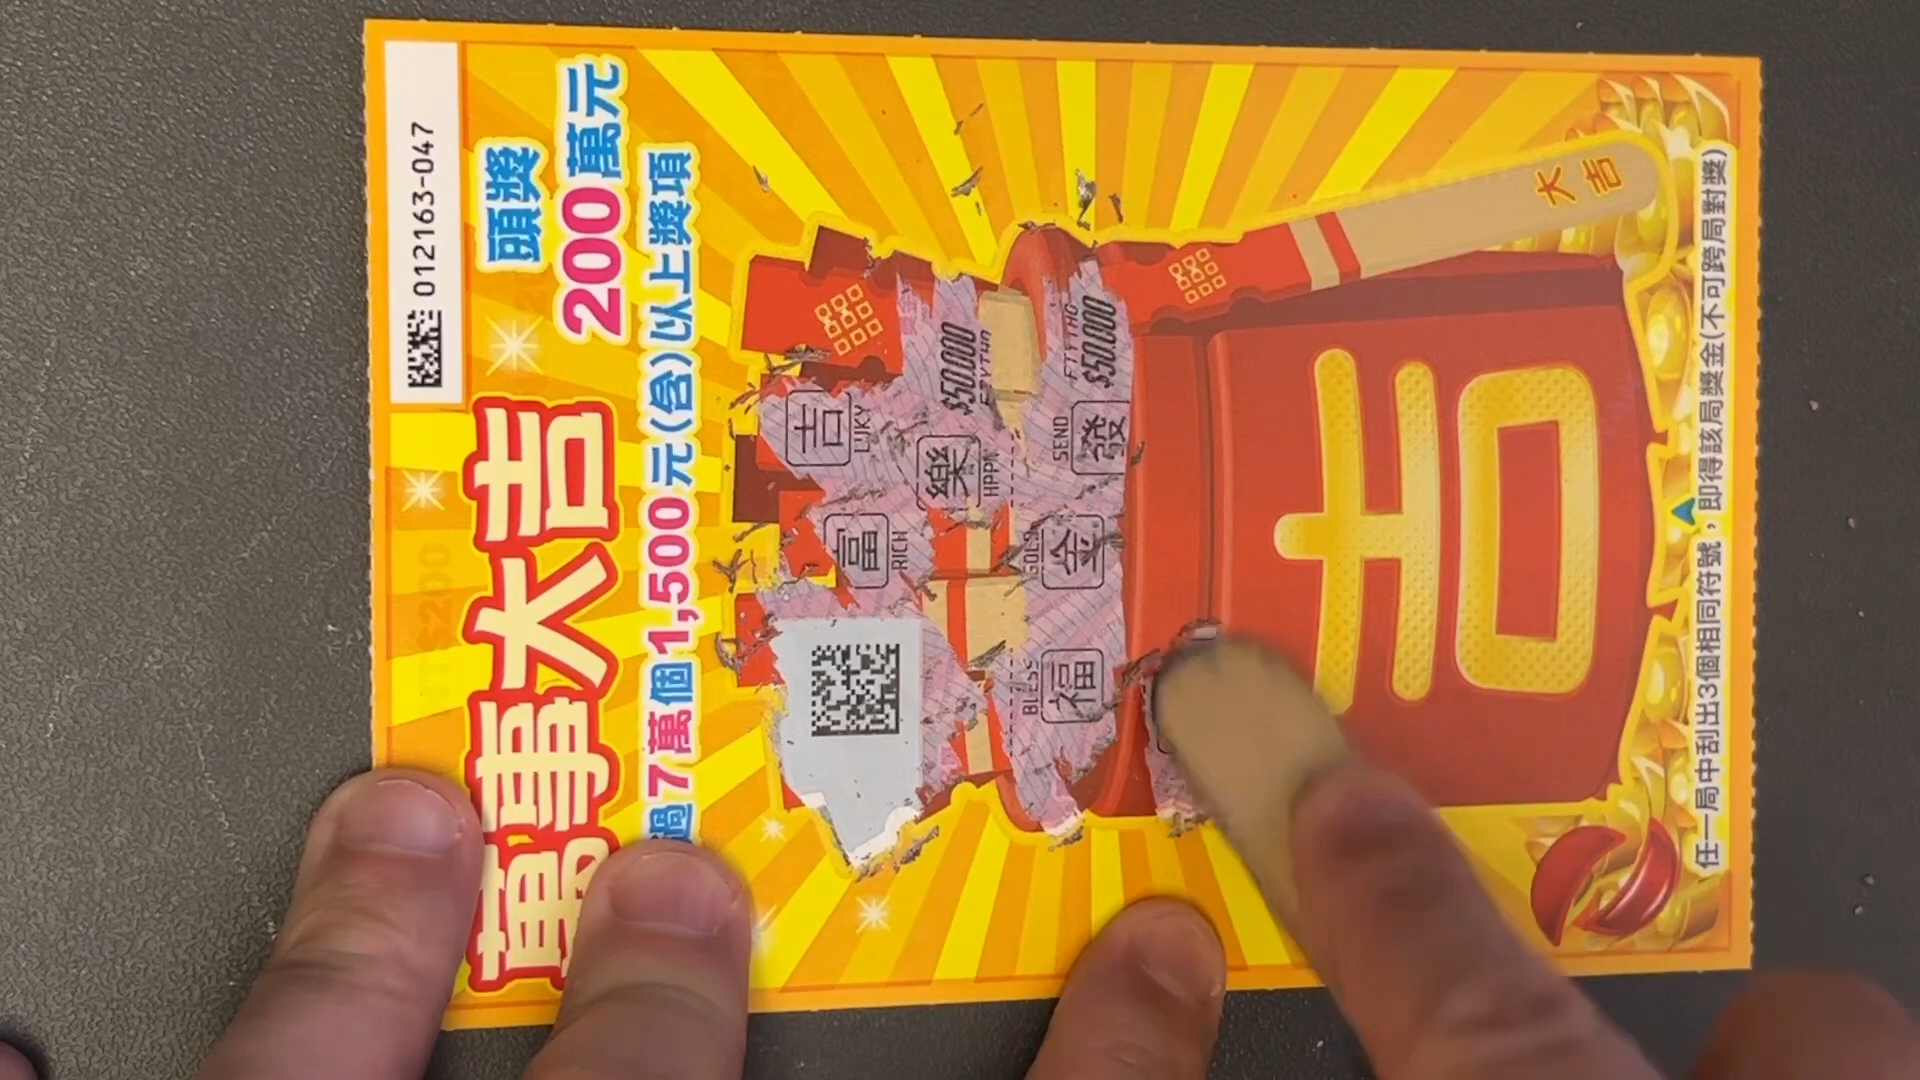 012163-047
頭獎
200萬元
過7萬個1,500元(含)以上獎項
萬事大吉
大吉
吉
LUKY
富
RICH
樂
HPPN
$50,000
發
SEND
金
GOLD
福
BLESS
FTYTHO
$50,000
吉
任一局中刮出3個相同符號，即得該局獎金(不可跨局對獎)